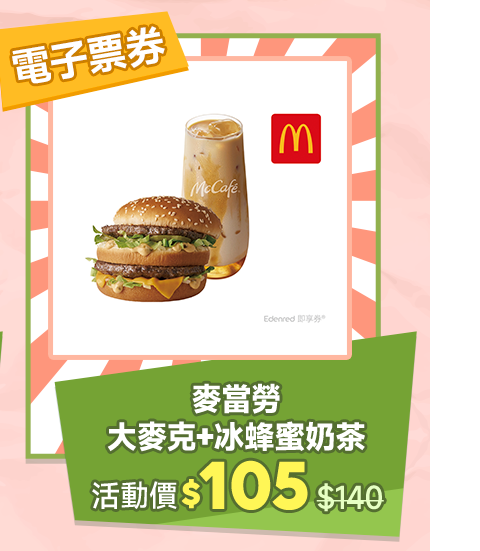 電子票券
McCafé
Edenred 即享券®
麥當勞
大麥克+冰蜂蜜奶茶
活動價$105 $140